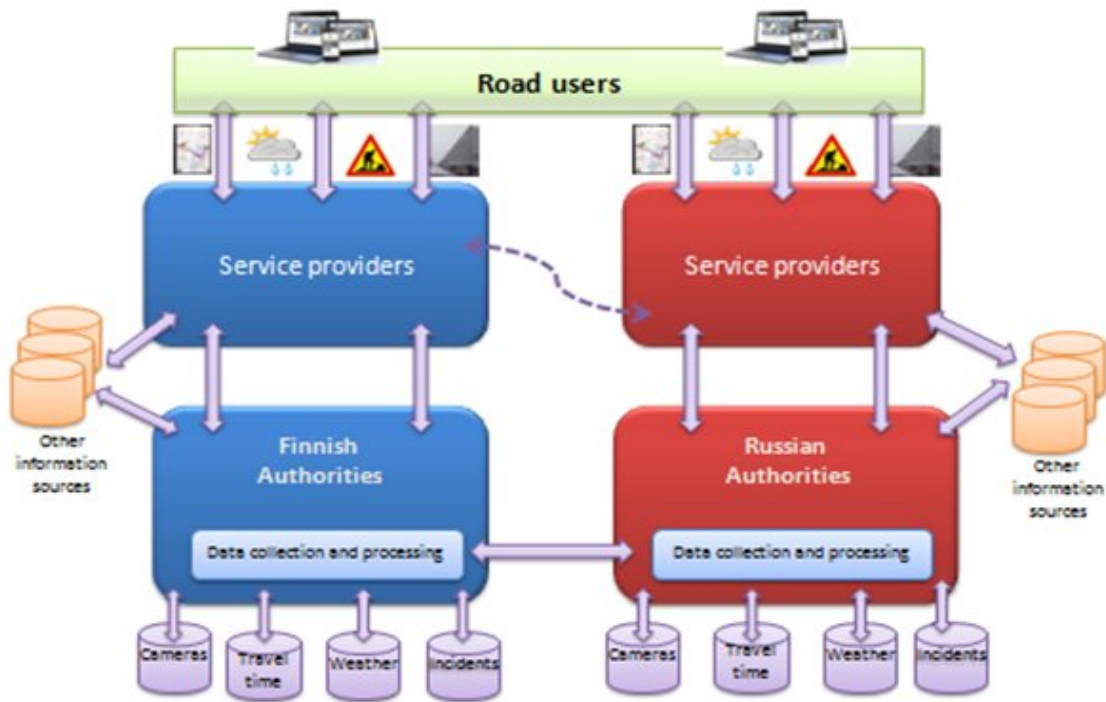 Road users
Service providers
Service providers
Other
information
sources
Finnish
Authorities
Russian
Authorities
Other
information
sources
Data collection and processing
Data collection and processing
Cameras
Travel
time
Weather
Incidents
Cameras
Travel
time
Weather
Incidents